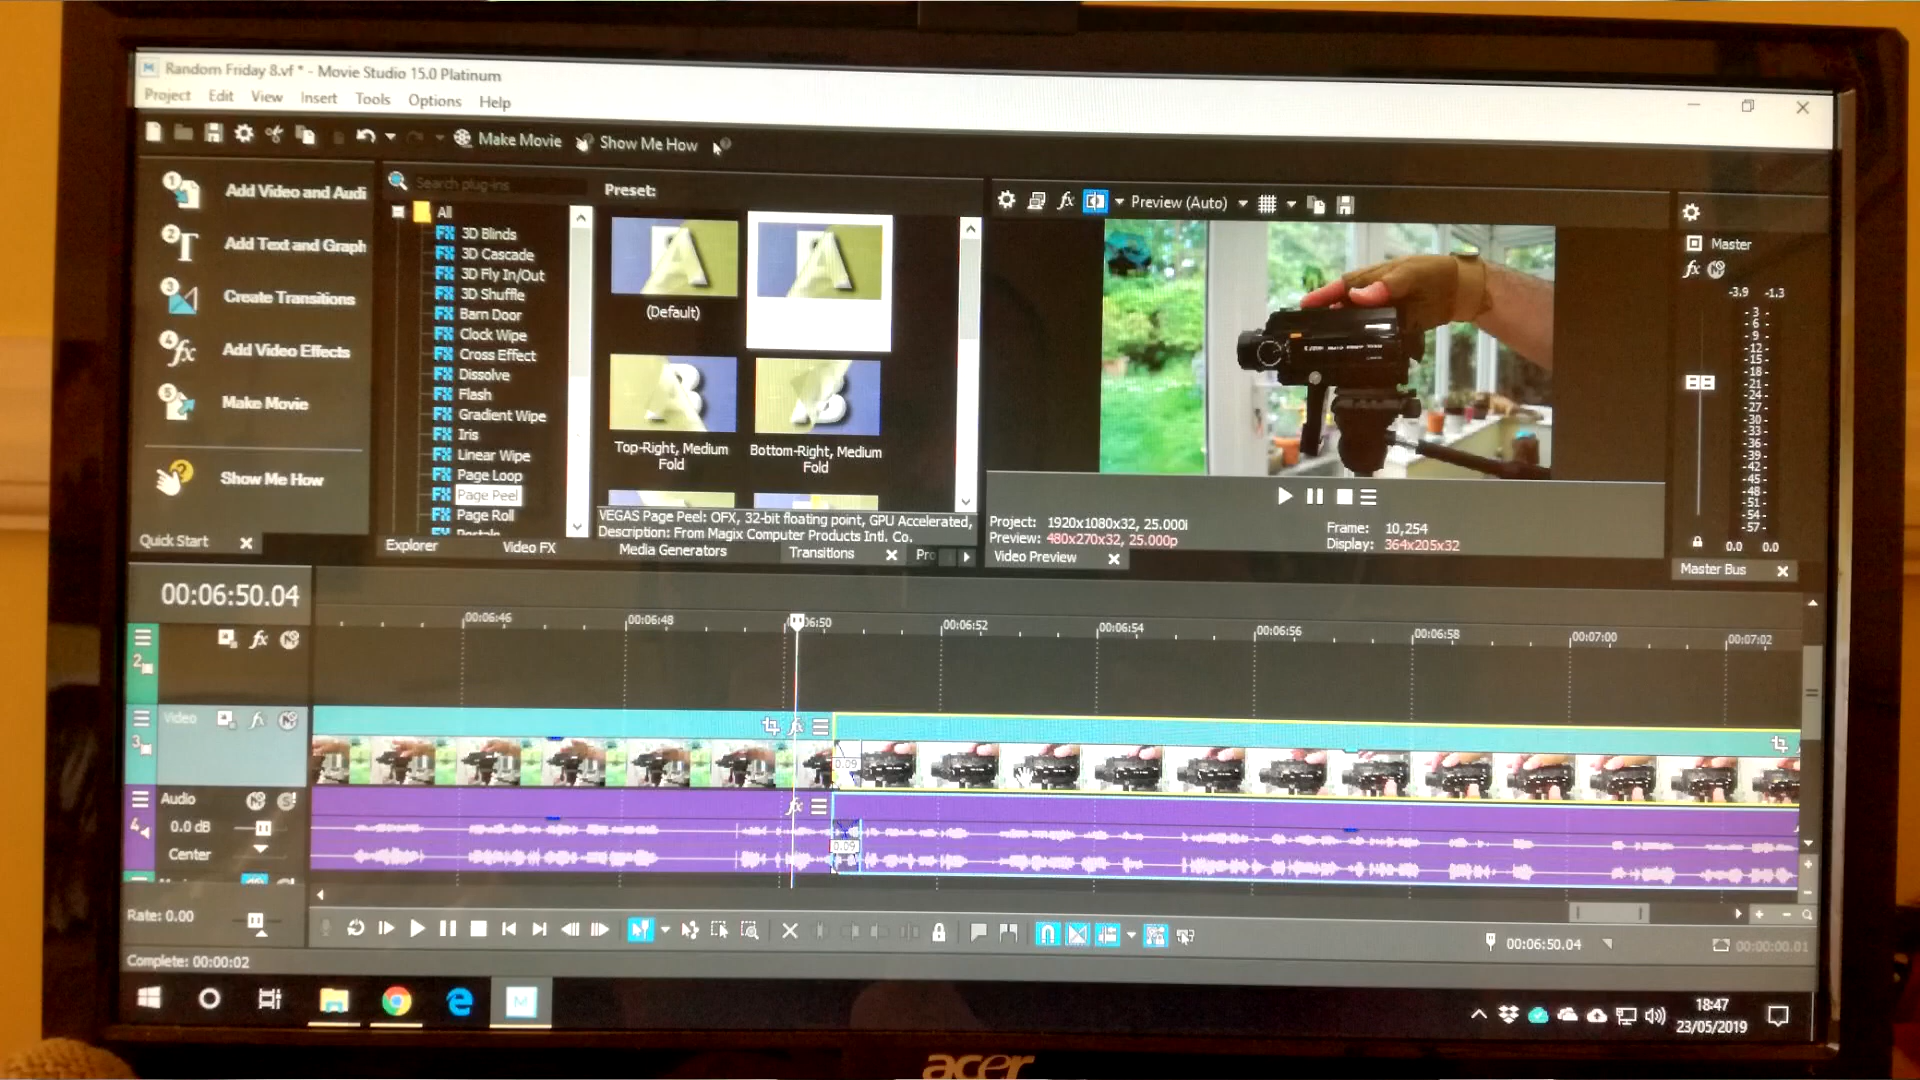 Random Friday 8.vf * - Movie Studio 15.0 Platinum
Project Edit View Insert Tools Options Help
Make Movie Show Me How
1 Add Video and Audi
2 Add Text and Graph
3 Create Transitions
4 Add Video Effects
5 Make Movie
Show Me How
Quick Start
Search plug-ins
All
3D Blinds
3D Cascade
3D Fly In/Out
3D Shuffle
Barn Door
Clock Wipe
Cross Effect
Dissolve
Flash
Gradient Wipe
Iris
Linear Wipe
Page Loop
Page Peel
Page Roll
Explorer Video FX
Preset:
(Default)
Top-Right, Medium
Fold
Bottom-Right, Medium
Fold
VEGAS Page Peel: OFX, 32-bit floating point, GPU Accelerated,
Description: From Magix Computer Products Intl. Co.
Media Generators Transitions Pro
Preview (Auto)
Project: 1920x1080x32, 25.000i
Preview: 480x270x32, 25.000p
Frame: 10,254
Display: 364x205x32
Video Preview
Master
-3.9 -1.3
- 3 -
- 6 -
- 9 -
-12-
-15-
-18-
-21-
-24-
-27-
-30-
-33-
-36-
-39-
-42-
-45-
-48-
-51-
-54-
-57-
0.0 0.0
Master Bus
00:06:50.04
00:06:46 00:06:48 :06:50 00:06:52 00:06:54 00:06:56 00:06:58 00:07:00 00:07:02
2
Video
3
0.09
Audio
4
0.0 dB
Center
0.09
Rate: 0.00
00:06:50.04 00:00:00.01
Complete: 00:00:02
18:47
23/05/2019
acer